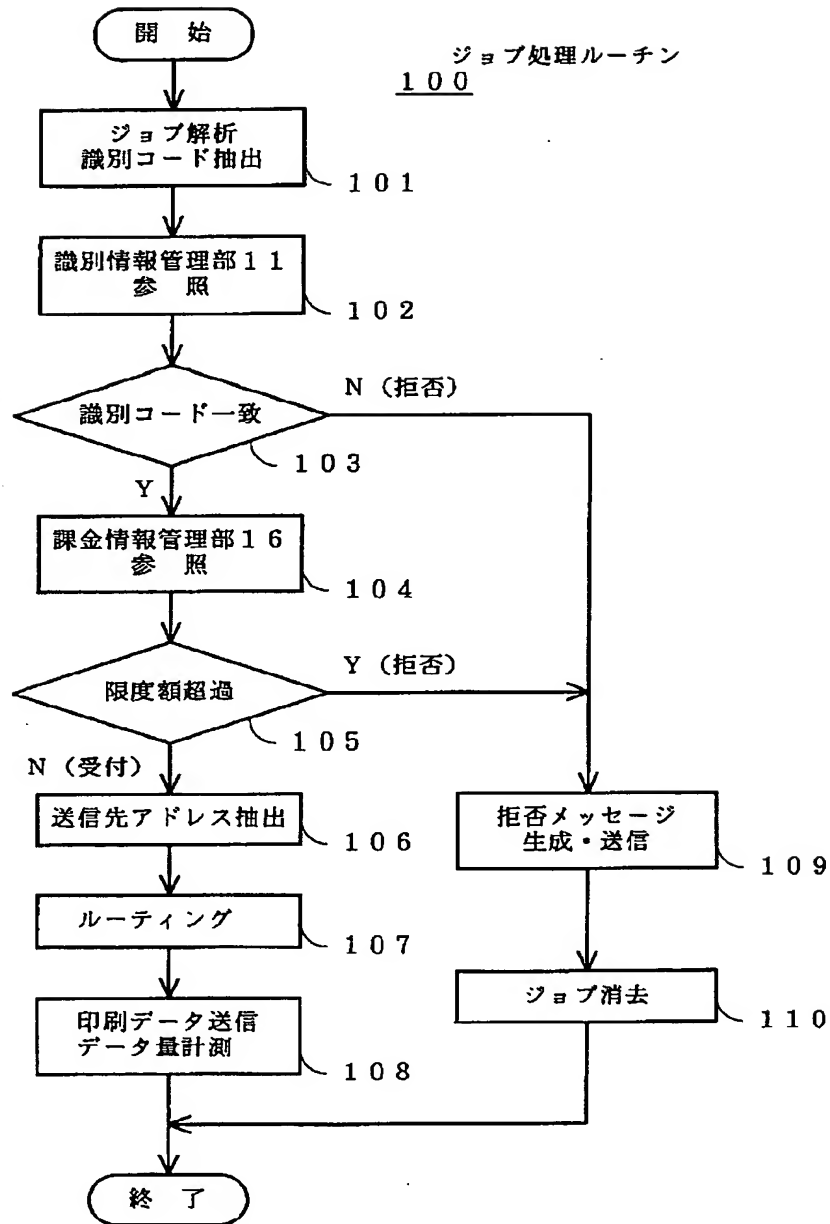 開 始
ジョブ処理ルーチン
100
ジョブ解析
識別コード抽出
101
識別情報管理部11
参 照
102
N(拒否)
識別コード一致
103
Y
課金情報管理部16
参 照
104
Y(拒否)
限度額超過
105
N(受付)
送信先アドレス抽出
106
拒否メッセージ
生成・送信
109
ルーティング
107
ジョブ消去
110
印刷データ送信
データ量計測
108
終 了